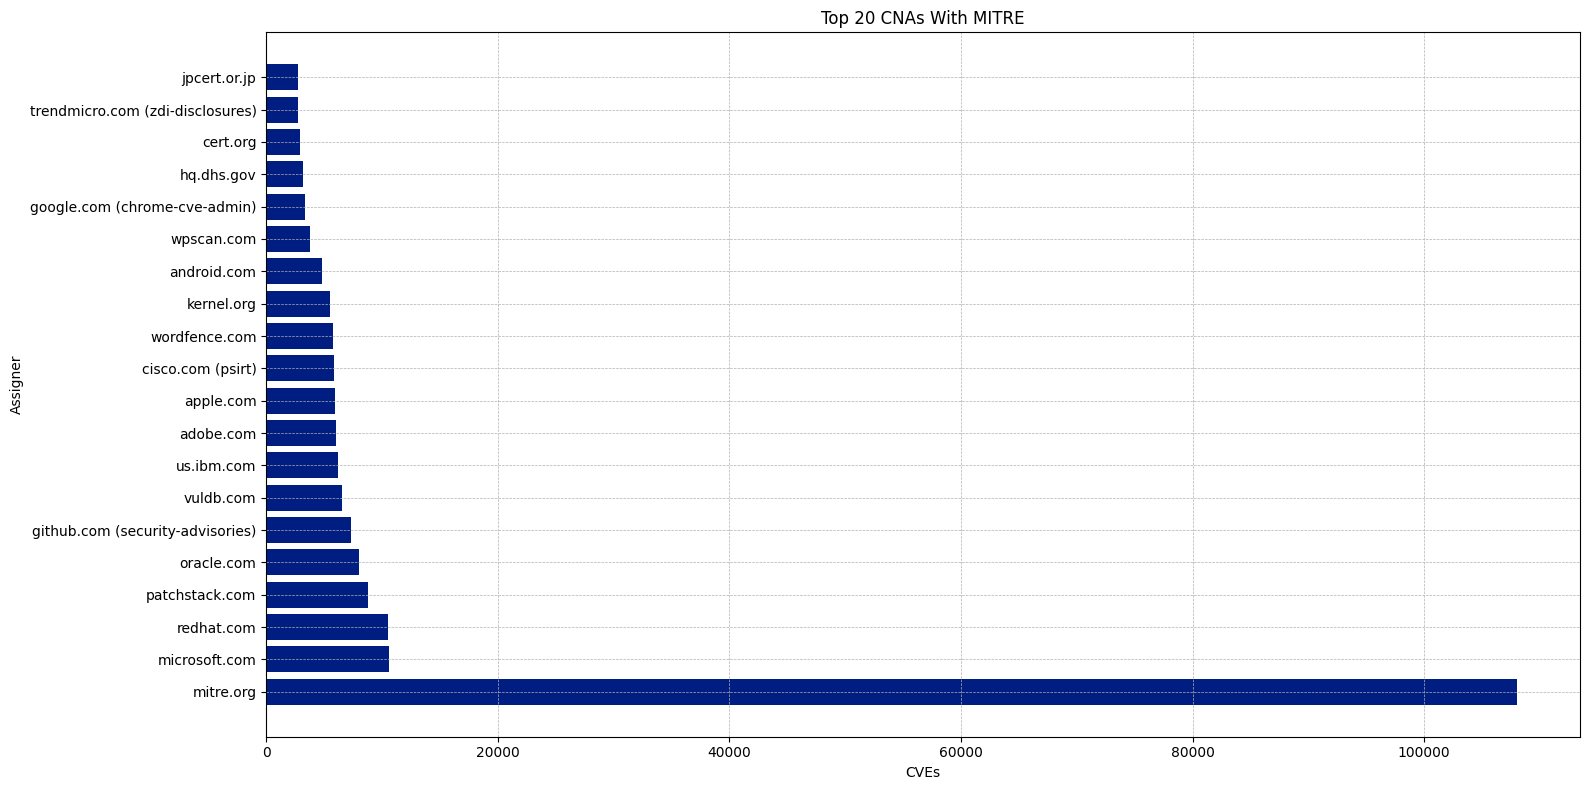 Top 20 CNAs With MITRE
jpcert.or.jp
trendmicro.com (zdi-disclosures)
cert.org
hq.dhs.gov
google.com (chrome-cve-admin)
wpscan.com
android.com
kernel.org
wordfence.com
cisco.com (psirt)
apple.com
adobe.com
us.ibm.com
vuldb.com
github.com (security-advisories)
oracle.com
patchstack.com
redhat.com
microsoft.com
mitre.org
Assigner
0 20000 40000 60000 80000 100000
CVEs